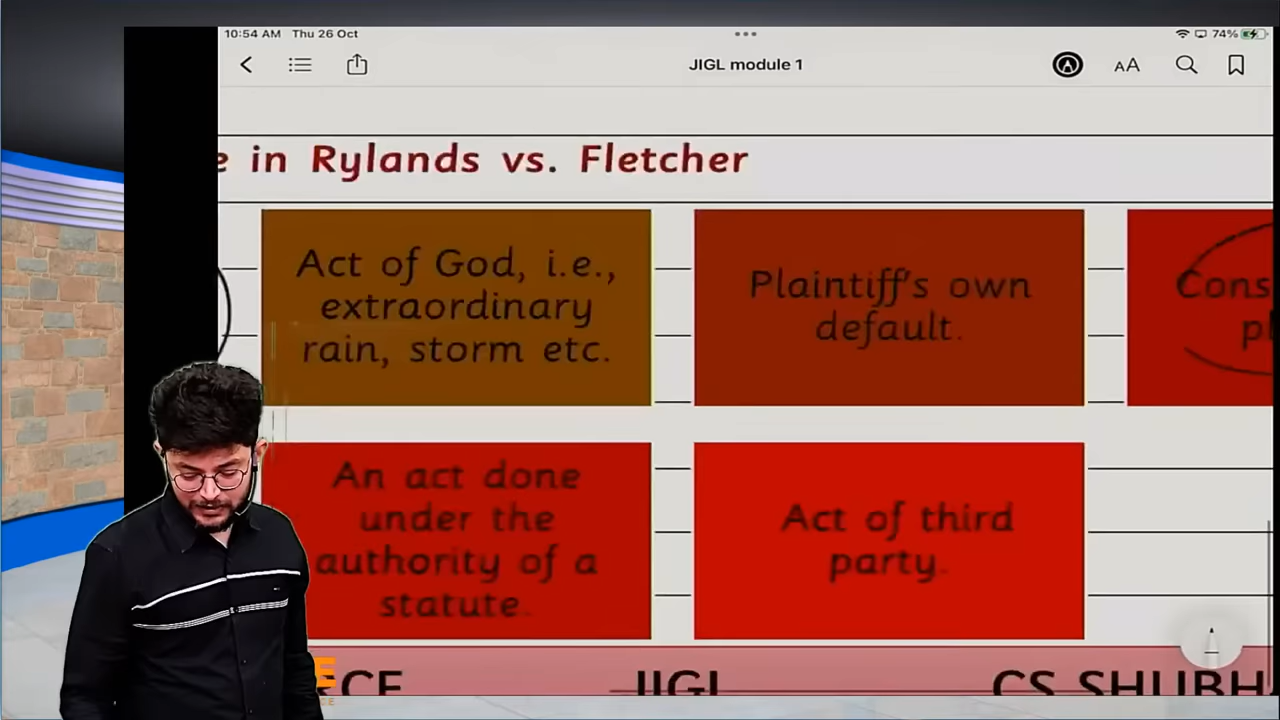 10:54 AM Thu 26 Oct
74%
JIGL module 1
AA
e in Rylands vs. Fletcher
Act of God, i.e.,
extraordinary
rain, storm etc.
Plaintiff's own
default.
Cons
pl
An act done
under the
authority of a
statute.
Act of third
party.
CE
JIGL
CS SHUBH